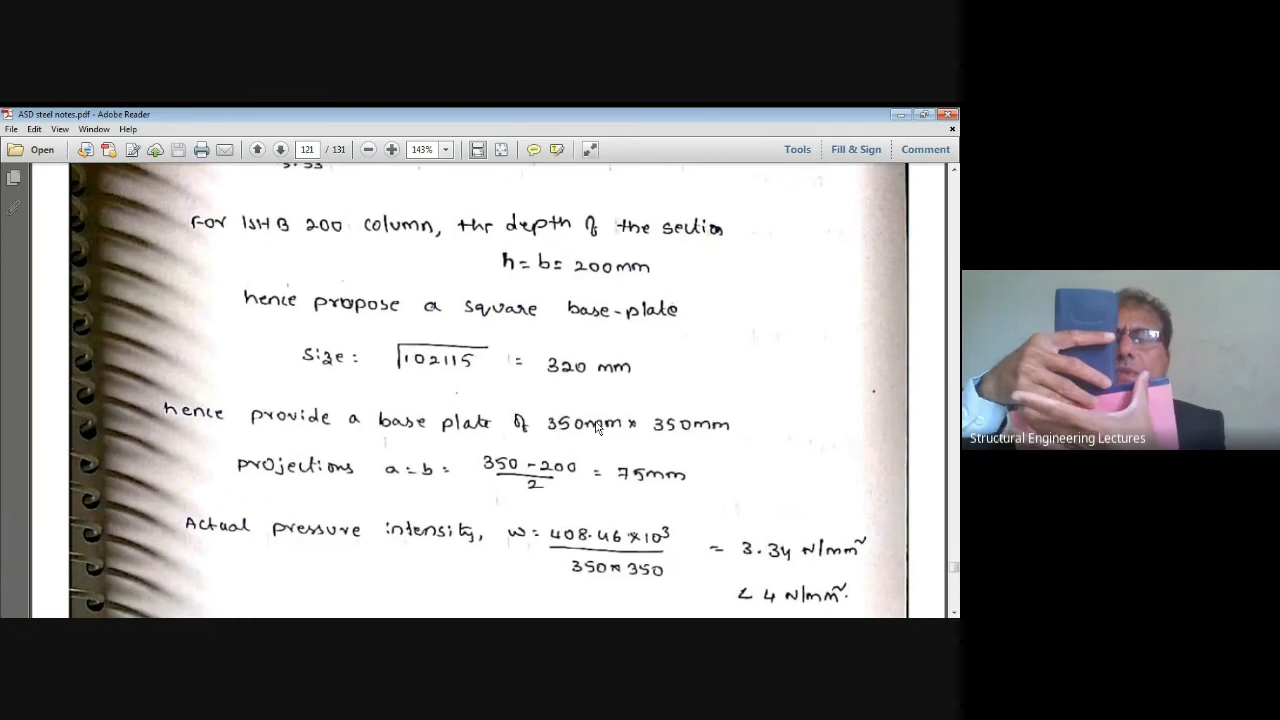 ASD steel notes.pdf - Adobe Reader
File Edit View Window Help
Open 121 / 131 143% Tools Fill & Sign Comment
For ISHB 200 column, the depth of the section
h = b = 200mm
hence propose a square base-plate
Size: √102115 = 320 mm
hence provide a base plate of 350mm × 350mm
projections a = b = 350 - 200 / 2 = 75mm
Actual pressure intensity, w = 408.46 × 10³ / 350 × 350 = 3.34 N/mm²
< 4 N/mm².
Structural Engineering Lectures